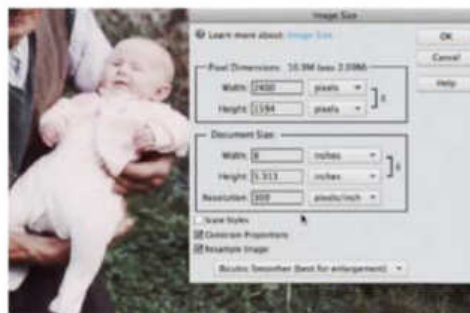 Image Size
Learn more about: Image Size
OK
Cancel
Help
Pixel Dimensions: 10.9M (was 2.09M)
Width: 2400 pixels
Height: 1594 pixels
Document Size:
Width: 8 inches
Height: 5.313 inches
Resolution: 300 pixels/inch
Scale Styles
Constrain Proportions
Resample Image:
Bicubic Smoother (best for enlargement)